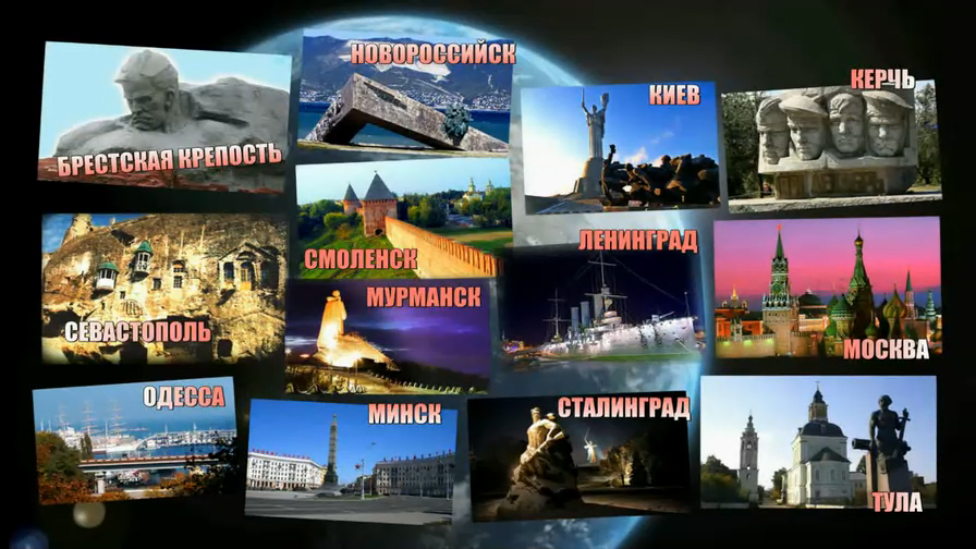 НОВОРОССИЙСК
КЕРЧЬ
КИЕВ
БРЕСТСКАЯ КРЕПОСТЬ
ЛЕНИНГРАД
СМОЛЕНСК
МУРМАНСК
СЕВАСТОПОЛЬ
МОСКВА
ОДЕССА
МИНСК
СТАЛИНГРАД
ТУЛА